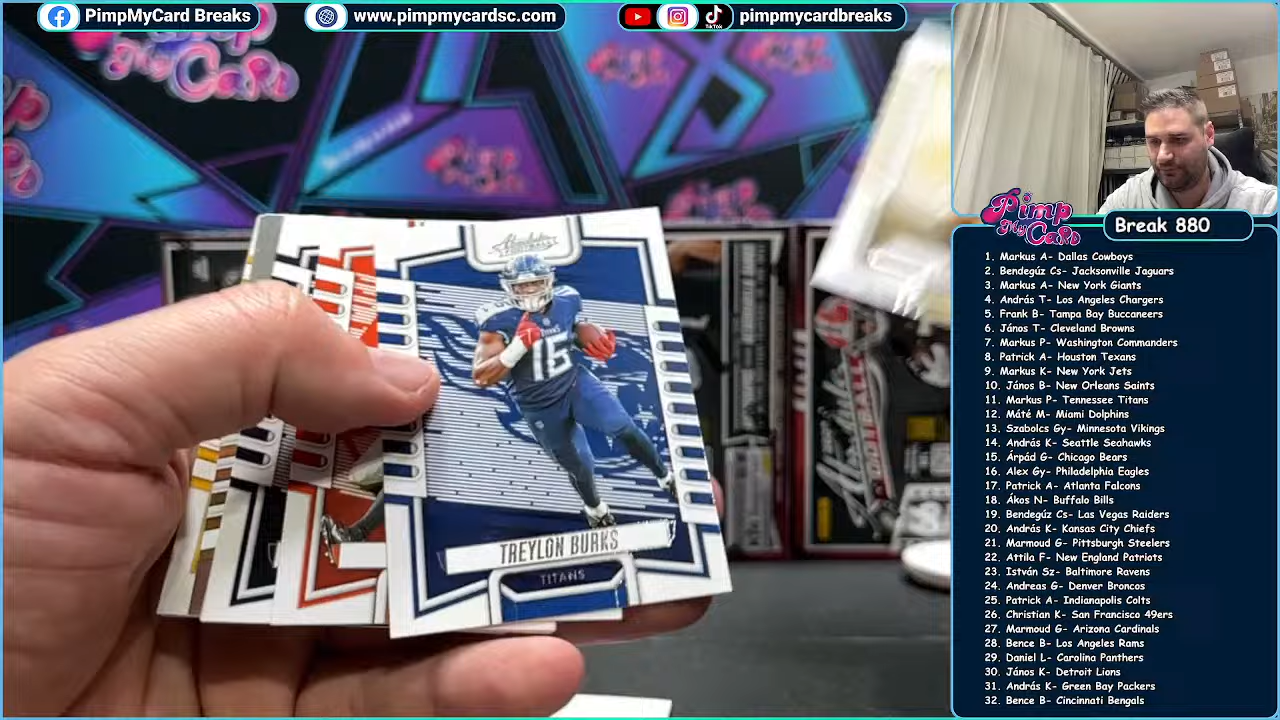 PimpMyCard Breaks
www.pimpmycardsc.com
TikTok
pimpmycardbreaks
Pimp
My
Card
Break 880
1. Markus A- Dallas Cowboys
2. Bendegúz Cs- Jacksonville Jaguars
3. Markus A- New York Giants
4. András T- Los Angeles Chargers
5. Frank B- Tampa Bay Buccaneers
6. János T- Cleveland Browns
7. Markus P- Washington Commanders
8. Patrick A- Houston Texans
9. Markus K- New York Jets
10. János B- New Orleans Saints
11. Markus P- Tennessee Titans
12. Máté M- Miami Dolphins
13. Szabolcs Gy- Minnesota Vikings
14. András K- Seattle Seahawks
15. Árpád G- Chicago Bears
16. Alex Gy- Philadelphia Eagles
17. Patrick A- Atlanta Falcons
18. Ákos N- Buffalo Bills
19. Bendegúz Cs- Las Vegas Raiders
20. András K- Kansas City Chiefs
21. Marmoud G- Pittsburgh Steelers
22. Attila F- New England Patriots
23. István Sz- Baltimore Ravens
24. Andreas G- Denver Broncos
25. Patrick A- Indianapolis Colts
26. Christian K- San Francisco 49ers
27. Marmoud G- Arizona Cardinals
28. Bence B- Los Angeles Rams
29. Daniel L- Carolina Panthers
30. János K- Detroit Lions
31. András K- Green Bay Packers
32. Bence B- Cincinnati Bengals
Absolute
FOOTBALL
TITANS
16
TREYLON BURKS
TITANS